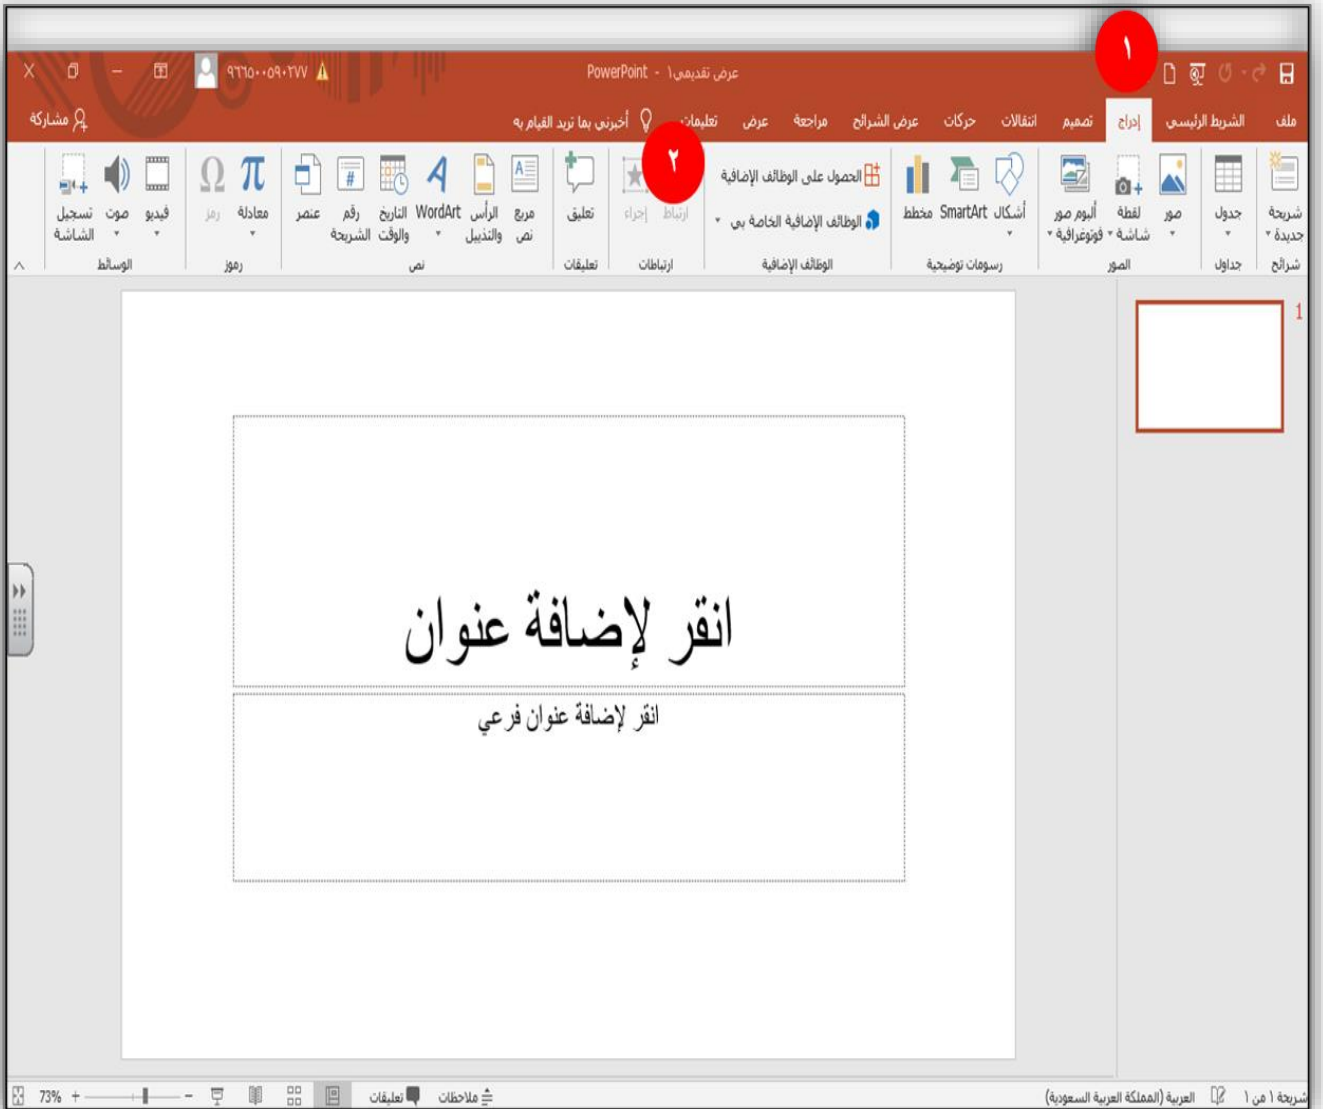 ١
عرض تقديمي١ - PowerPoint
٩٦٦٥٠٠٥٩٠٢٧٧
ملف الشريط الرئيسي إدراج تصميم انتقالات حركات عرض الشرائح مراجعة عرض تعليمات أخبرني بما تريد القيام به مشاركة
٢
شريحة جديدة
جدول
صور
لقطة شاشة
ألبوم صور فوتوغرافية
أشكال
SmartArt
مخطط
الحصول على الوظائف الإضافية
الوظائف الإضافية الخاصة بي
ارتباط
إجراء
تعليق
مربع نص
الرأس والتذييل
WordArt
التاريخ والوقت
رقم الشريحة
عنصر
معادلة
رمز
فيديو
صوت
تسجيل الشاشة
شرائح جداول الصور رسومات توضيحية الوظائف الإضافية ارتباطات تعليقات نص رموز الوسائط
1
انقر لإضافة عنوان
انقر لإضافة عنوان فرعي
شريحة ١ من ١ العربية (المملكة العربية السعودية) ملاحظات تعليقات 73%